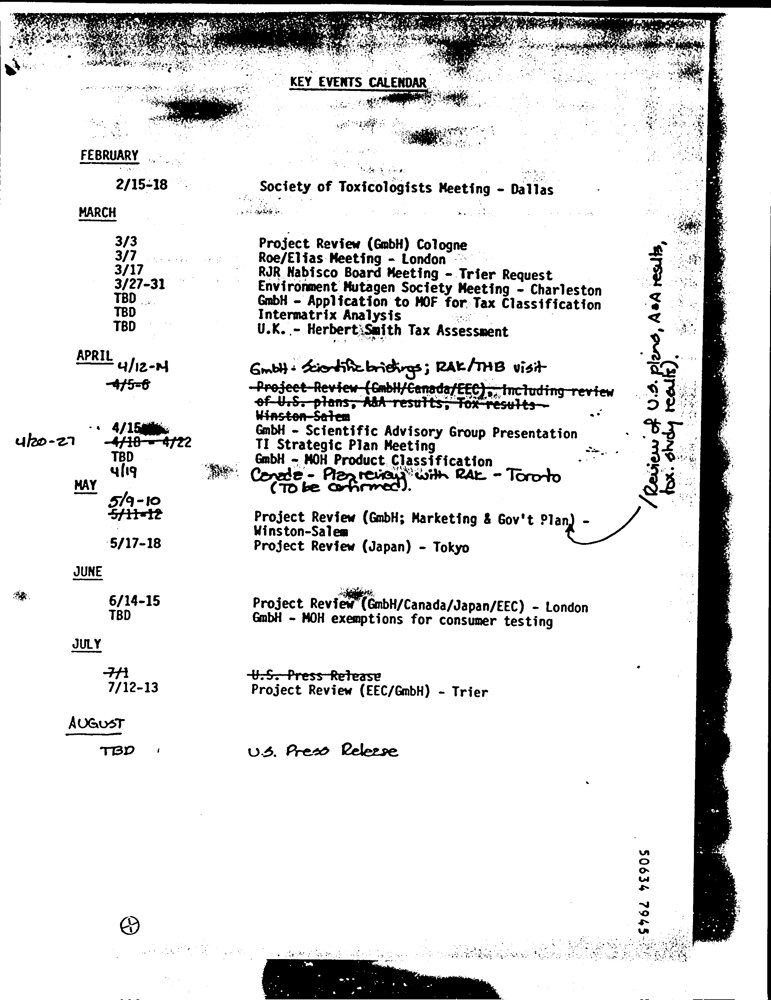 KEY EVENTS CALENDAR
FEBRUARY
2/15-18 Society of Toxicologists Meeting - Dallas
MARCH
3/3 Project Review (GmbH) Cologne
3/7 Roe/Elias Meeting - London
3/17 RJR Nabisco Board Meeting - Trier Request
3/27-31 Environment Mutagen Society Meeting - Charleston
TBD GmbH - Application to MOF for Tax Classification
TBD Intermatrix Analysis
TBD U.K. - Herbert Smith Tax Assessment
APRIL
4/12-14 GmbH - Scientific briefings; RAK/THB visit
4/5-6 Project Review (GmbH/Canada/EEC), Including review
of U.S. plans, A&A results, Tox results -
Winston-Salem
4/15 GmbH - Scientific Advisory Group Presentation
4/20-27 4/18 - 4/22 TI Strategic Plan Meeting
TBD GmbH - MOH Product Classification
4/19 Canada - Plan review with RAK - Toronto
(To be confirmed).
MAY
5/9-10
5/11-12 Project Review (GmbH; Marketing & Gov't Plan) -
Winston-Salem
/(Review of U.S. plans, A&A results,
tox. study results).
5/17-18 Project Review (Japan) - Tokyo
JUNE
6/14-15 Project Review (GmbH/Canada/Japan/EEC) - London
TBD GmbH - MOH exemptions for consumer testing
JULY
7/1 U.S. Press Release
7/12-13 Project Review (EEC/GmbH) - Trier
AUGUST
TBD U.S. Press Release
50634 7945